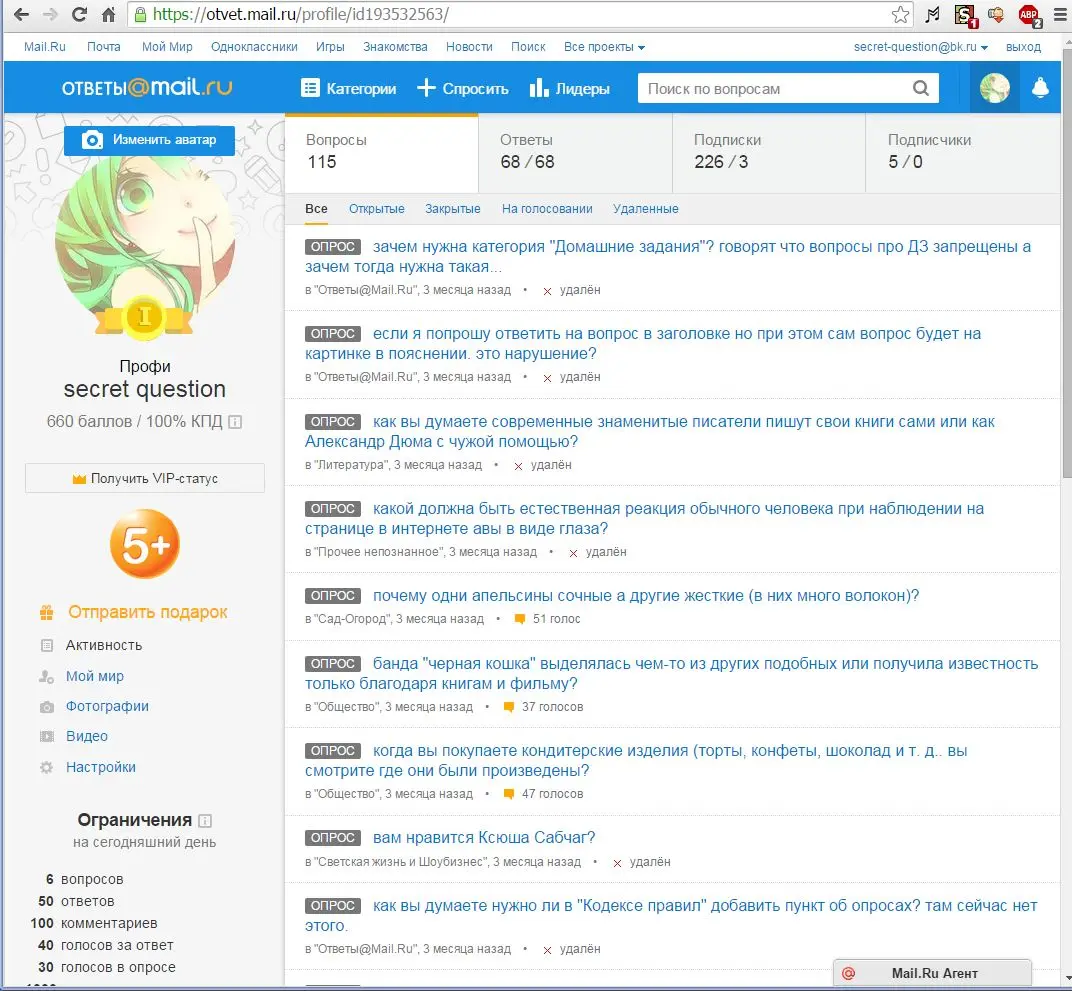 https://otvet.mail.ru/profile/id193532563/
S 1 ABP 2
Mail.Ru Почта Мой Мир Одноклассники Игры Знакомства Новости Поиск Все проекты secret-question@bk.ru выход
ОТВЕТЫ@mail.ru Категории Спросить Лидеры Поиск по вопросам
Изменить аватар
I
Профи
secret question
660 баллов / 100% КПД
Получить VIP-статус
5+
Отправить подарок
Активность
Мой мир
Фотографии
Видео
Настройки
Ограничения
на сегодняшний день
6 вопросов
50 ответов
100 комментариев
40 голосов за ответ
30 голосов в опросе
Вопросы Ответы Подписки Подписчики
115 68 / 68 226 / 3 5 / 0
Все Открытые Закрытые На голосовании Удаленные
ОПРОС зачем нужна категория "Домашние задания"? говорят что вопросы про ДЗ запрещены а
зачем тогда нужна такая...
в "Ответы@Mail.Ru", 3 месяца назад • удалён
ОПРОС если я попрошу ответить на вопрос в заголовке но при этом сам вопрос будет на
картинке в пояснении. это нарушение?
в "Ответы@Mail.Ru", 3 месяца назад • удалён
ОПРОС как вы думаете современные знаменитые писатели пишут свои книги сами или как
Александр Дюма с чужой помощью?
в "Литература", 3 месяца назад • удалён
ОПРОС какой должна быть естественная реакция обычного человека при наблюдении на
странице в интернете авы в виде глаза?
в "Прочее непознанное", 3 месяца назад • удалён
ОПРОС почему одни апельсины сочные а другие жесткие (в них много волокон)?
в "Сад-Огород", 3 месяца назад • 51 голос
ОПРОС банда "черная кошка" выделялась чем-то из других подобных или получила известность
только благодаря книгам и фильму?
в "Общество", 3 месяца назад • 37 голосов
ОПРОС когда вы покупаете кондитерские изделия (торты, конфеты, шоколад и т. д.. вы
смотрите где они были произведены?
в "Общество", 3 месяца назад • 47 голосов
ОПРОС вам нравится Ксюша Сабчаг?
в "Светская жизнь и Шоубизнес", 3 месяца назад • удалён
ОПРОС как вы думаете нужно ли в "Кодексе правил" добавить пункт об опросах? там сейчас нет
этого.
в "Ответы@Mail.Ru", 3 месяца назад • удалён
@ Mail.Ru Агент